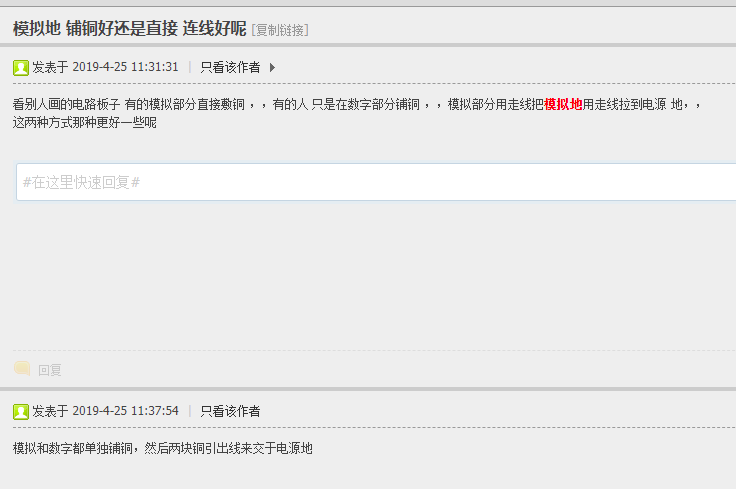 模拟地 铺铜好还是直接 连线好呢 [复制链接]
发表于 2019-4-25 11:31:31 | 只看该作者
看别人画的电路板子 有的模拟部分直接敷铜 ，，有的人 只是在数字部分铺铜 ，，模拟部分用走线把模拟地用走线拉到电源 地，，
这两种方式那种更好一些呢
#在这里快速回复#
回复
发表于 2019-4-25 11:37:54 | 只看该作者
模拟和数字都单独铺铜，然后两块铜引出线来交于电源地